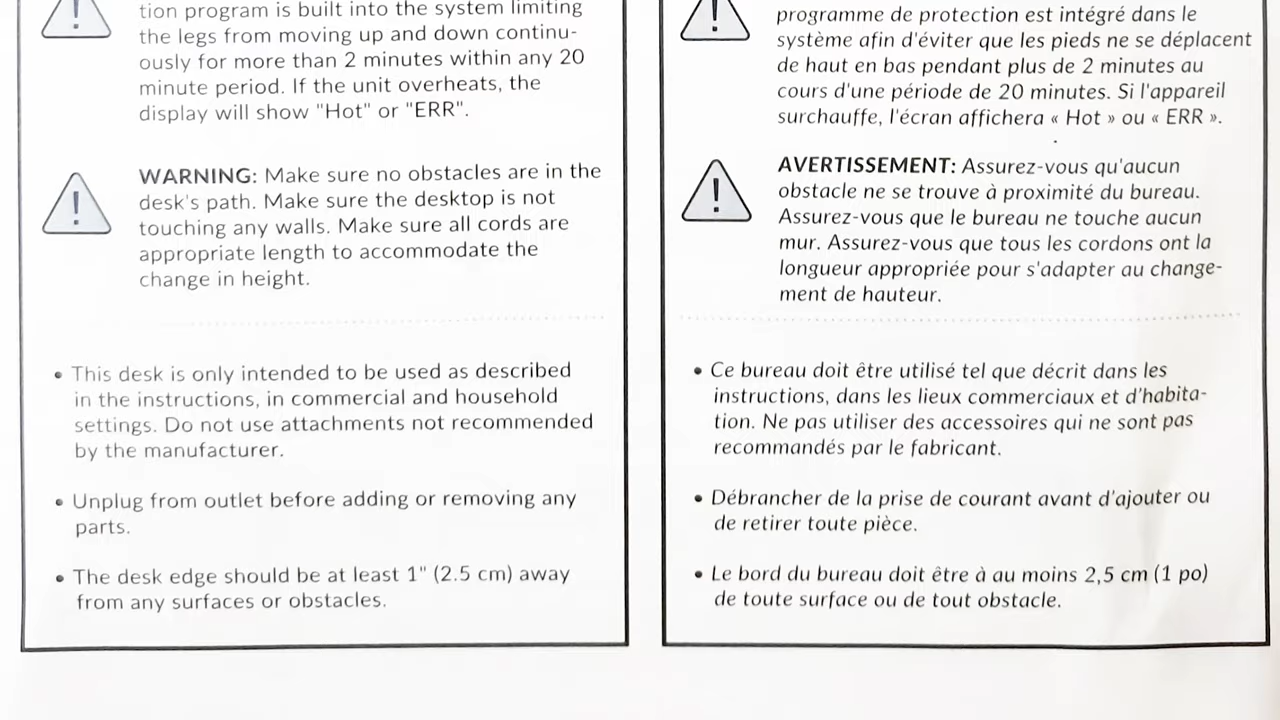 tion program is built into the system limiting
the legs from moving up and down continu-
ously for more than 2 minutes within any 20
minute period. If the unit overheats, the
display will show "Hot" or "ERR".
WARNING: Make sure no obstacles are in the
desk's path. Make sure the desktop is not
touching any walls. Make sure all cords are
appropriate length to accommodate the
change in height.
• This desk is only intended to be used as described
in the instructions, in commercial and household
settings. Do not use attachments not recommended
by the manufacturer.
• Unplug from outlet before adding or removing any
parts.
• The desk edge should be at least 1" (2.5 cm) away
from any surfaces or obstacles.
programme de protection est intégré dans le
système afin d'éviter que les pieds ne se déplacent
de haut en bas pendant plus de 2 minutes au
cours d'une période de 20 minutes. Si l'appareil
surchauffe, l'écran affichera « Hot » ou « ERR ».
AVERTISSEMENT: Assurez-vous qu'aucun
obstacle ne se trouve à proximité du bureau.
Assurez-vous que le bureau ne touche aucun
mur. Assurez-vous que tous les cordons ont la
longueur appropriée pour s'adapter au change-
ment de hauteur.
• Ce bureau doit être utilisé tel que décrit dans les
instructions, dans les lieux commerciaux et d'habita-
tion. Ne pas utiliser des accessoires qui ne sont pas
recommandés par le fabricant.
• Débrancher de la prise de courant avant d'ajouter ou
de retirer toute pièce.
• Le bord du bureau doit être à au moins 2,5 cm (1 po)
de toute surface ou de tout obstacle.